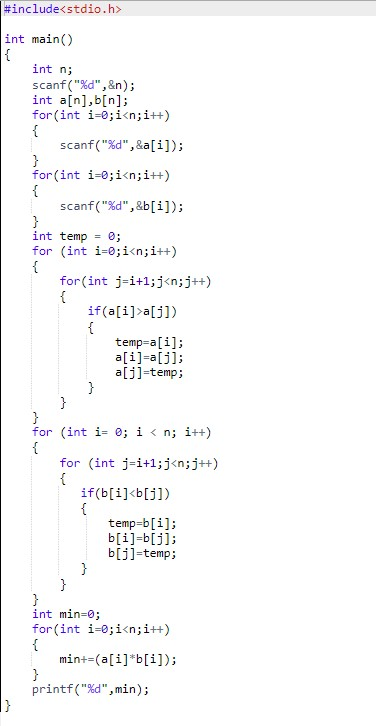 #include<stdio.h>
int main()
{
    int n;
    scanf("%d",&n);
    int a[n],b[n];
    for(int i=0;i<n;i++)
    {
        scanf("%d",&a[i]);
    }
    for(int i=0;i<n;i++)
    {
        scanf("%d",&b[i]);
    }
    int temp = 0;
    for (int i=0;i<n;i++)
    {
        for(int j=i+1;j<n;j++)
        {
            if(a[i]>a[j])
            {
                temp=a[i];
                a[i]=a[j];
                a[j]=temp;
            }
        }
    }
    for (int i= 0; i < n; i++)
    {
        for (int j=i+1;j<n;j++)
        {
           if(b[i]<b[j])
           {
               temp=b[i];
               b[i]=b[j];
               b[j]=temp;
           }
        }
    }
    int min=0;
    for(int i=0;i<n;i++)
    {
        min+=(a[i]*b[i]);
    }
    printf("%d",min);
}